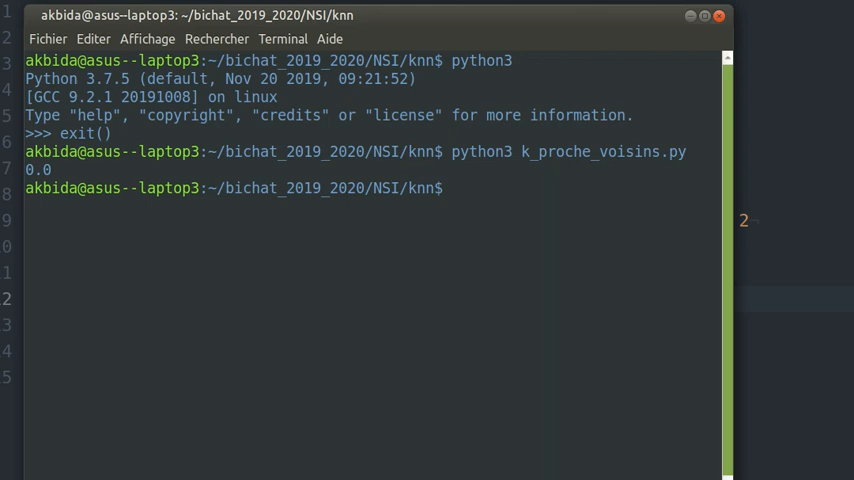 akbida@asus--laptop3: ~/bichat_2019_2020/NSI/knn
Fichier Editer Affichage Rechercher Terminal Aide
akbida@asus--laptop3:~/bichat_2019_2020/NSI/knn$ python3
Python 3.7.5 (default, Nov 20 2019, 09:21:52)
[GCC 9.2.1 20191008] on linux
Type "help", "copyright", "credits" or "license" for more information.
>>> exit()
akbida@asus--laptop3:~/bichat_2019_2020/NSI/knn$ python3 k_proche_voisins.py
0.0
akbida@asus--laptop3:~/bichat_2019_2020/NSI/knn$
1
2
3
4
5
6
7
8
9
2¬
0
1
2
3
4
5